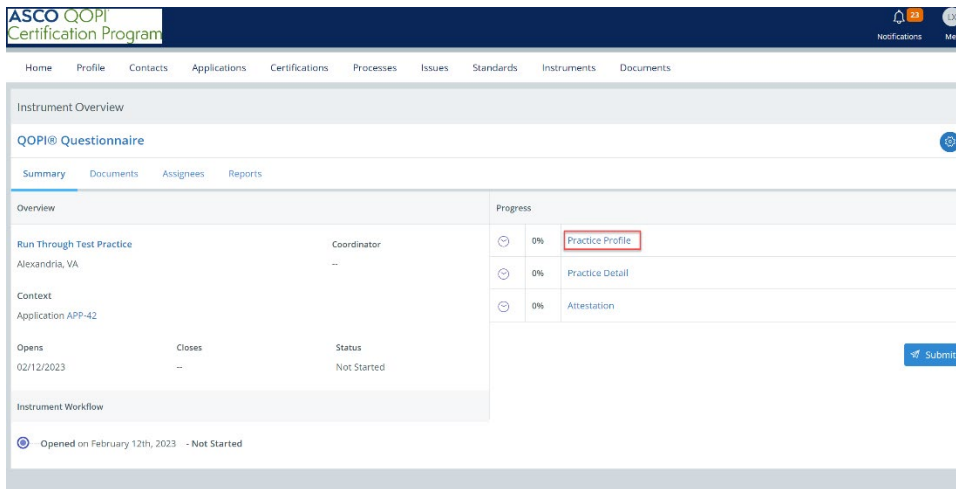 ASCO QOPI
Certification Program
23
LX
Notifications
Me
Home Profile Contacts Applications Certifications Processes Issues Standards Instruments Documents
Instrument Overview
QOPI® Questionnaire
Summary Documents Assignees Reports
Overview
Progress
Run Through Test Practice
Coordinator
0% Practice Profile
Alexandria, VA
--
0% Practice Detail
Context
Application APP-42
0% Attestation
Opens Closes Status
02/12/2023 -- Not Started
Submit
Instrument Workflow
Opened on February 12th, 2023 - Not Started